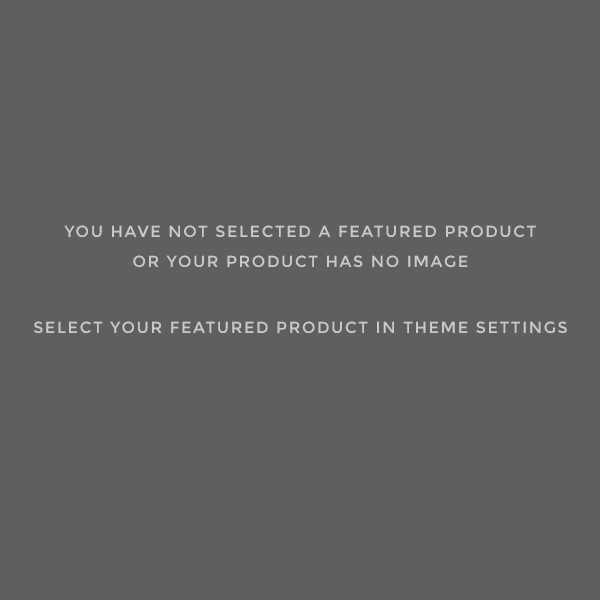 YOU HAVE NOT SELECTED A FEATURED PRODUCT
OR YOUR PRODUCT HAS NO IMAGE
SELECT YOUR FEATURED PRODUCT IN THEME SETTINGS